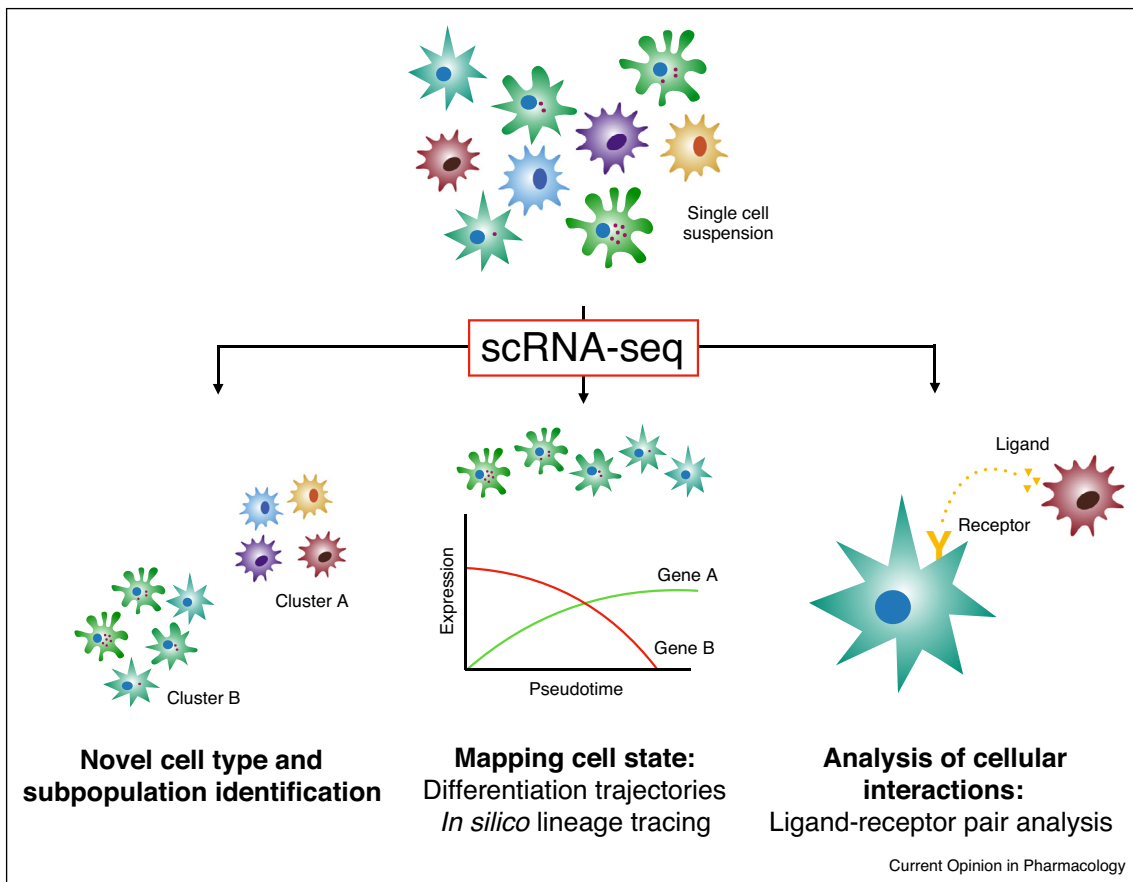 Single cell
suspension
scRNA-seq
Ligand
Receptor
Cluster A
Cluster B
Expression
Gene A
Gene B
Pseudotime
Novel cell type and
subpopulation identification
Mapping cell state:
Differentiation trajectories
In silico lineage tracing
Analysis of cellular
interactions:
Ligand-receptor pair analysis
Current Opinion in Pharmacology